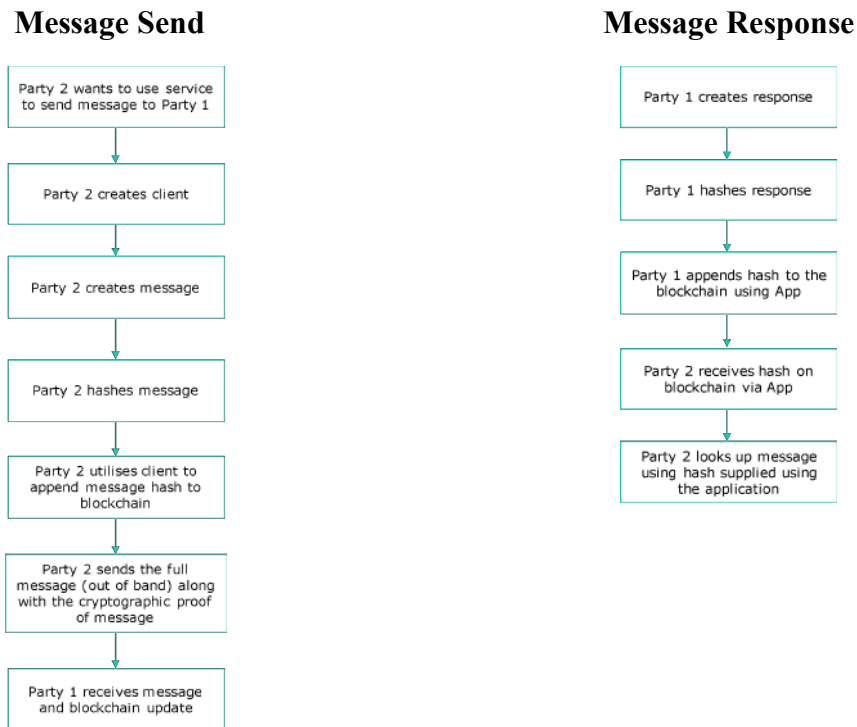 Message Send
Party 2 wants to use service
to send message to Party 1
Party 2 creates client
Party 2 creates message
Party 2 hashes message
Party 2 utilises client to
append message hash to
blockchain
Party 2 sends the full
message (out of band) along
with the cryptographic proof
of message
Party 1 receives message
and blockchain update
Message Response
Party 1 creates response
Party 1 hashes response
Party 1 appends hash to the
blockchain using App
Party 2 receives hash on
blockchain via App
Party 2 looks up message
using hash supplied using
the application